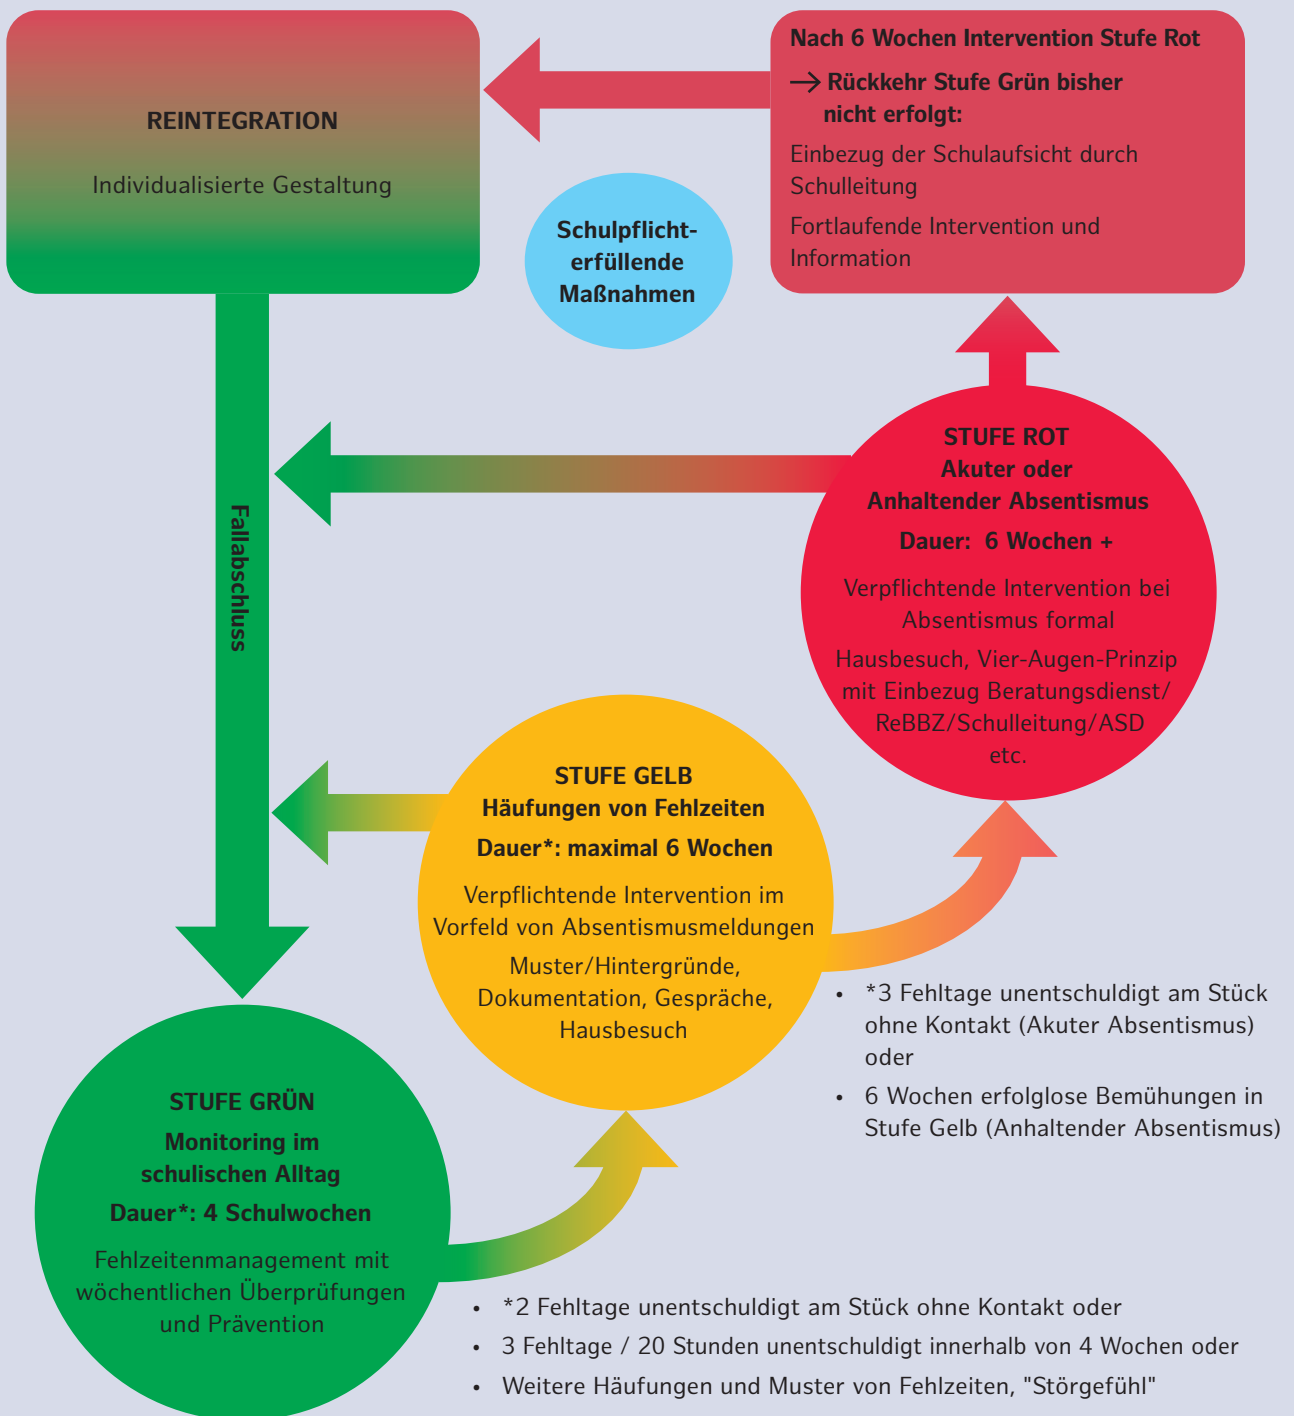 REINTEGRATION
Individualisierte Gestaltung
Nach 6 Wochen Intervention Stufe Rot
→ Rückkehr Stufe Grün bisher
nicht erfolgt:
Einbezug der Schulaufsicht durch
Schulleitung
Fortlaufende Intervention und
Information
Schulpflicht-
erfüllende
Maßnahmen
STUFE ROT
Akuter oder
Anhaltender Absentismus
Dauer: 6 Wochen +
Verpflichtende Intervention bei
Absentismus formal
Hausbesuch, Vier-Augen-Prinzip
mit Einbezug Beratungsdienst/
ReBBZ/Schulleitung/ASD
etc.
Fallabschluss
STUFE GELB
Häufungen von Fehlzeiten
Dauer*: maximal 6 Wochen
Verpflichtende Intervention im
Vorfeld von Absentismusmeldungen
Muster/Hintergründe,
Dokumentation, Gespräche,
Hausbesuch
• *3 Fehltage unentschuldigt am Stück
ohne Kontakt (Akuter Absentismus)
oder
• 6 Wochen erfolglose Bemühungen in
Stufe Gelb (Anhaltender Absentismus)
STUFE GRÜN
Monitoring im
schulischen Alltag
Dauer*: 4 Schulwochen
Fehlzeitenmanagement mit
wöchentlichen Überprüfungen
und Prävention
• *2 Fehltage unentschuldigt am Stück ohne Kontakt oder
• 3 Fehltage / 20 Stunden unentschuldigt innerhalb von 4 Wochen oder
• Weitere Häufungen und Muster von Fehlzeiten, "Störgefühl"